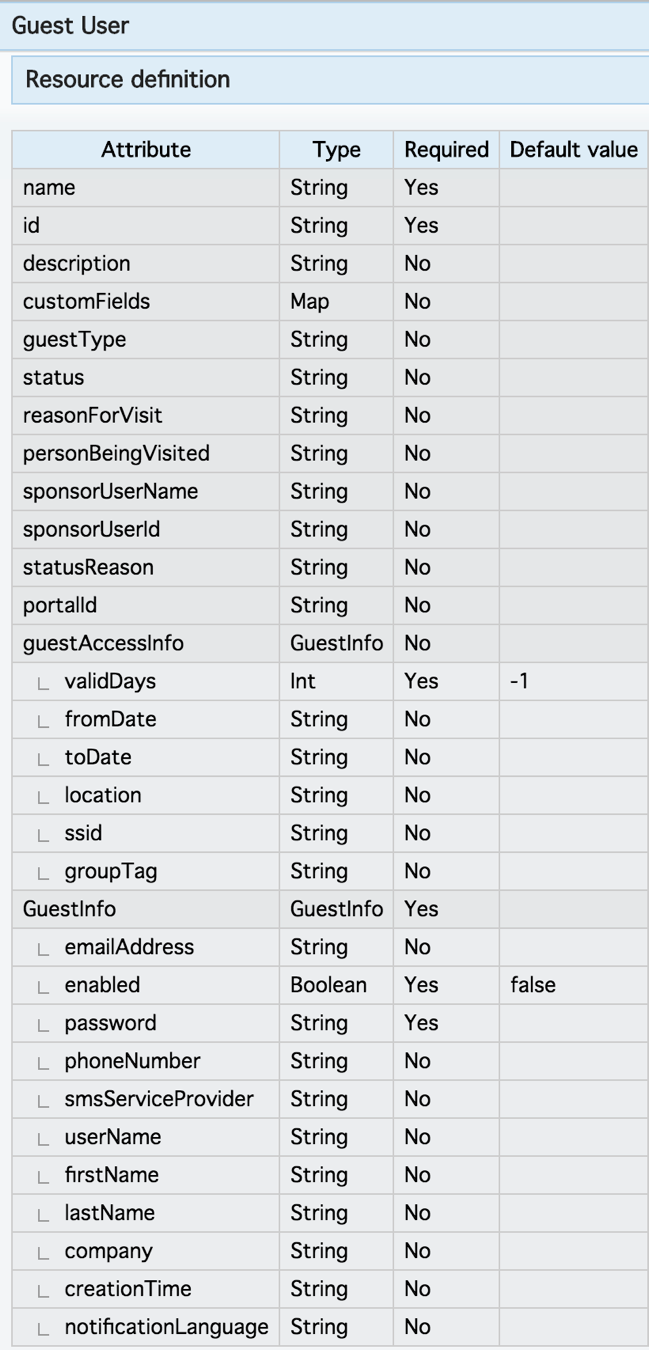 Guest User
Resource definition
Attribute Type Required Default value
name String Yes
id String Yes
description String No
customFields Map No
guestType String No
status String No
reasonForVisit String No
personBeingVisited String No
sponsorUserName String No
sponsorUserId String No
statusReason String No
portalId String No
guestAccessInfo GuestInfo No
validDays Int Yes -1
fromDate String No
toDate String No
location String No
ssid String No
groupTag String No
GuestInfo GuestInfo Yes
emailAddress String No
enabled Boolean Yes false
password String Yes
phoneNumber String No
smsServiceProvider String No
userName String No
firstName String No
lastName String No
company String No
creationTime String No
notificationLanguage String No